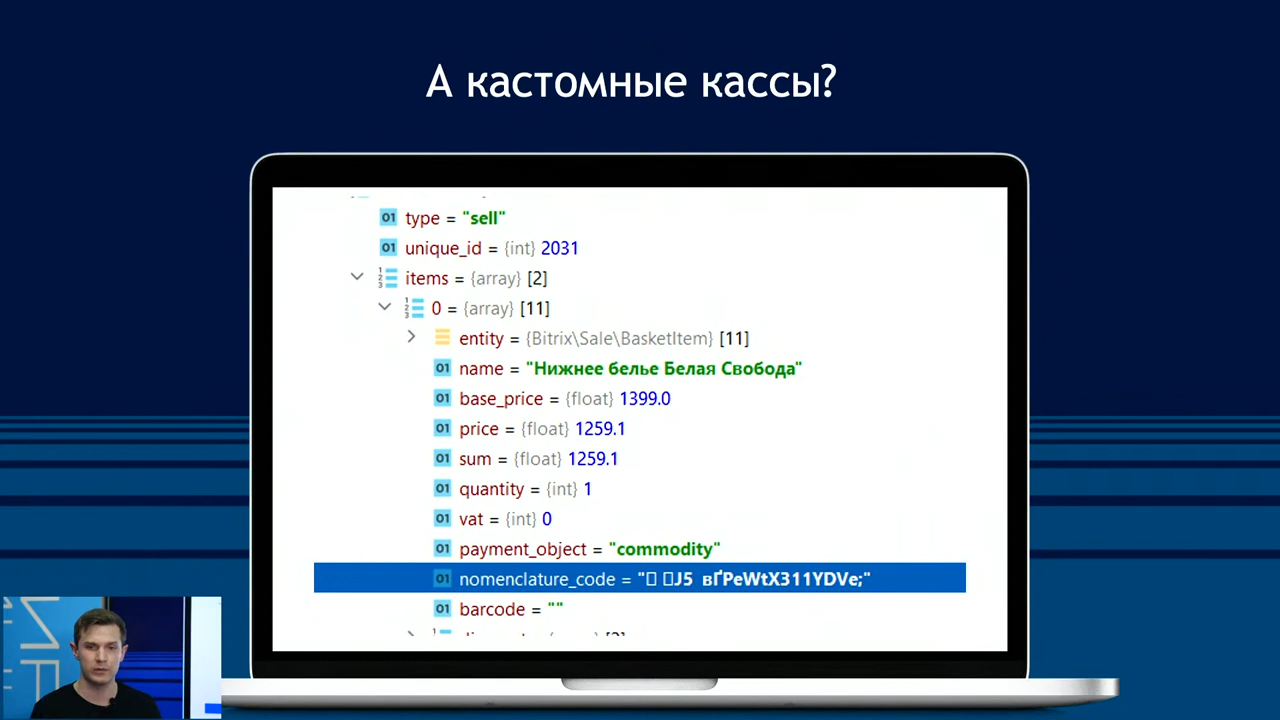 А кастомные кассы?
type = "sell"
unique_id = {int} 2031
items = {array} [2]
0 = {array} [11]
entity = {Bitrix\Sale\BasketItem} [11]
name = "Нижнее белье Белая Свобода"
base_price = {float} 1399.0
price = {float} 1259.1
sum = {float} 1259.1
quantity = {int} 1
vat = {int} 0
payment_object = "commodity"
nomenclature_code = "□ □J5 вҐPeWtX311YDVe;"
barcode = ""